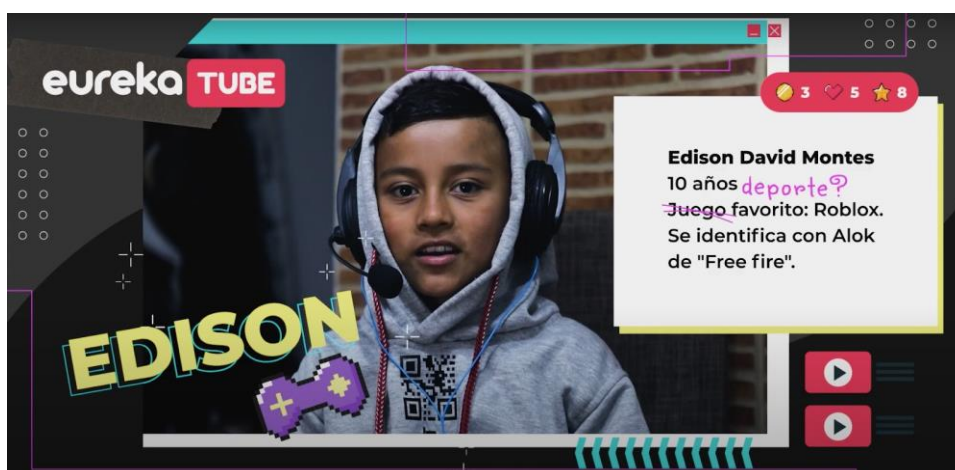 eureka TUBE
3 5 8
Edison David Montes
10 años deporte?
Juego favorito: Roblox.
Se identifica con Alok
de "Free fire".
EDISON